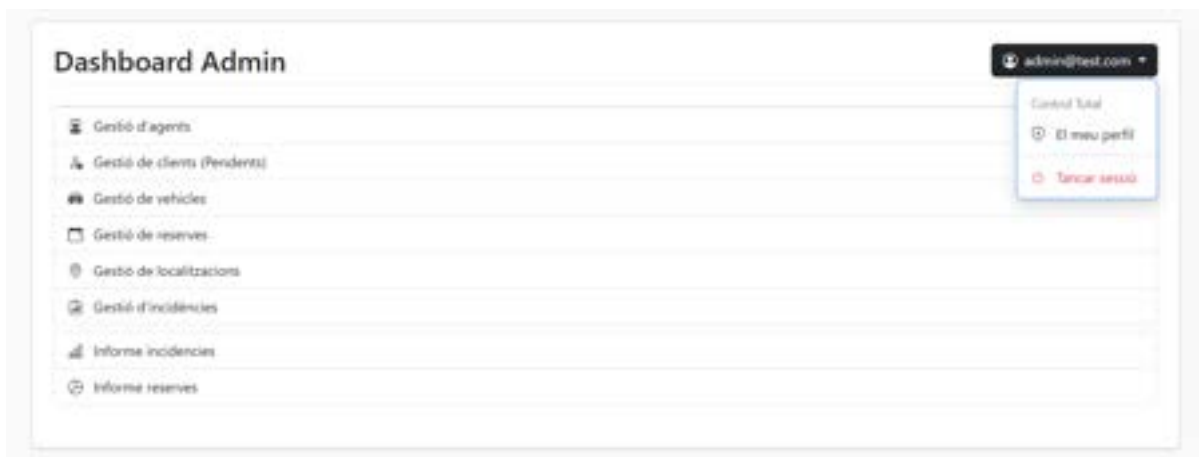 Dashboard Admin
admin@test.com
Control Total
El meu perfil
Tancar sessió
Gestió d'agents
Gestió de clients (Pendents)
Gestió de vehicles
Gestió de reserves
Gestió de localitzacions
Gestió d'incidències
Informe incidencies
Informe reserves